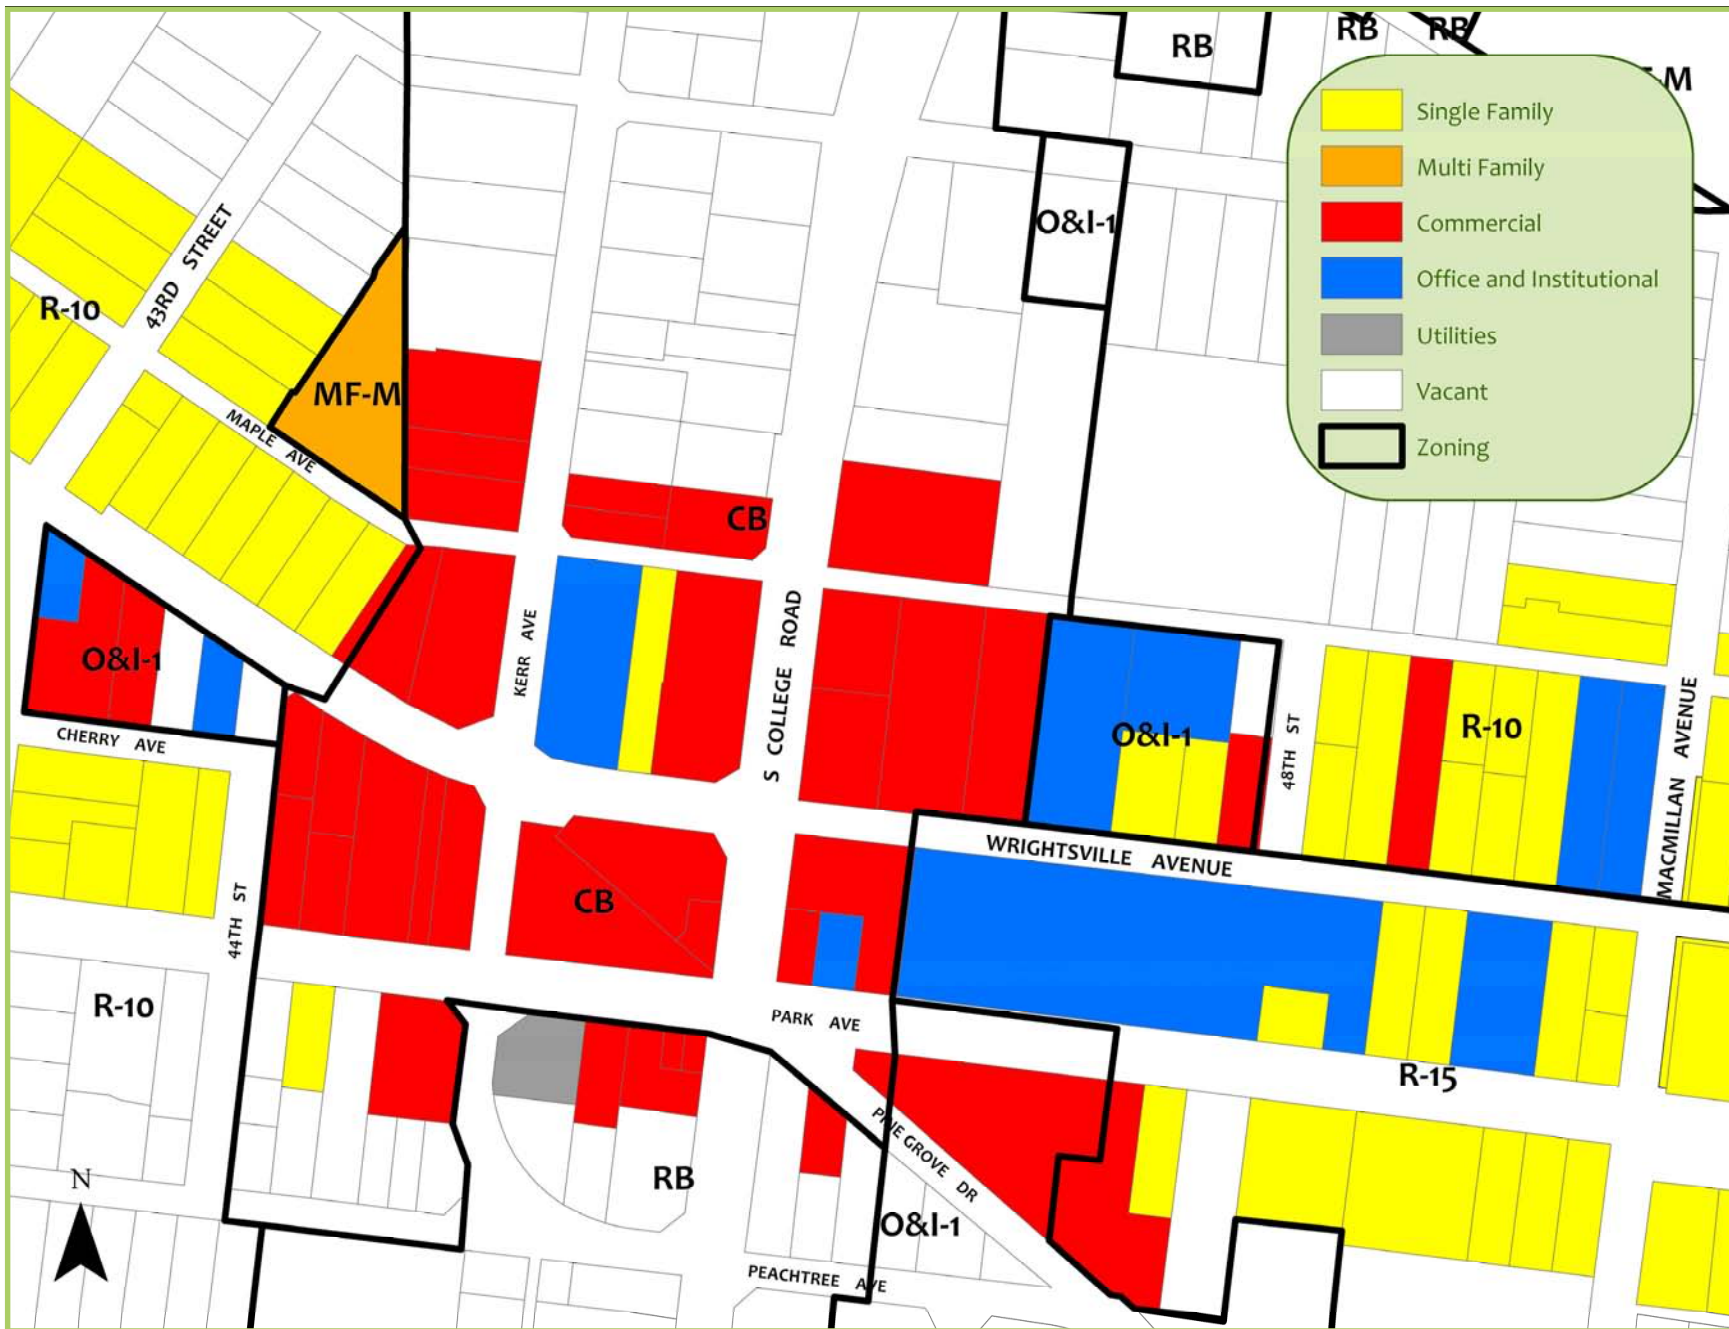 RB
RB
RB
-M
Single Family
Multi Family
Commercial
Office and Institutional
Utilities
Vacant
Zoning
O&I-1
43RD STREET
R-10
MF-M
MAPLE AVE
CB
KERR AVE
S COLLEGE ROAD
O&I-1
CHERRY AVE
O&I-1
48TH ST
R-10
MACMILLAN AVENUE
WRIGHTSVILLE AVENUE
CB
44TH ST
R-10
PARK AVE
R-15
PINE GROVE DR
RB
O&I-1
PEACHTREE AVE
N